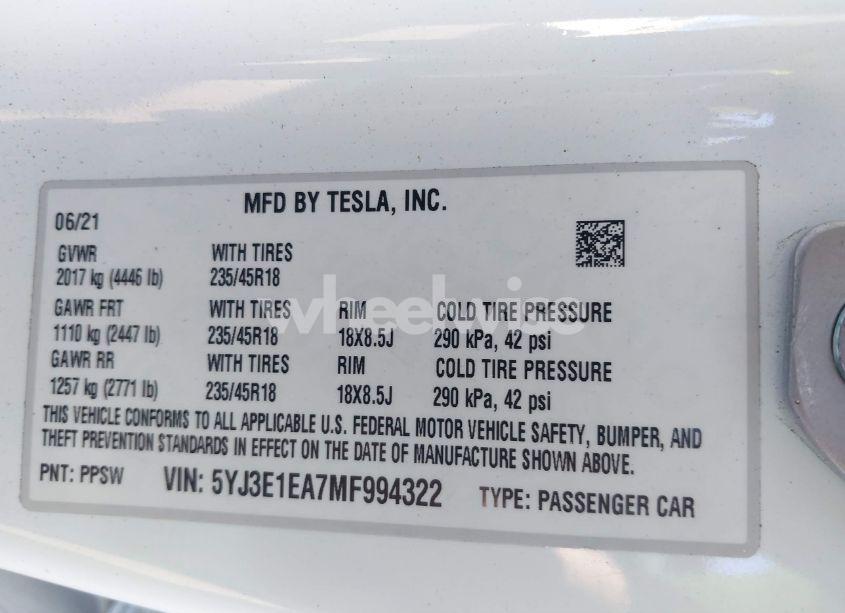 MFD BY TESLA, INC.
06/21
GVWR WITH TIRES
2017 kg (4446 lb) 235/45R18
GAWR FRT WITH TIRES RIM COLD TIRE PRESSURE
1110 kg (2447 lb) 235/45R18 18X8.5J 290 kPa, 42 psi
GAWR RR WITH TIRES RIM COLD TIRE PRESSURE
1257 kg (2771 lb) 235/45R18 18X8.5J 290 kPa, 42 psi
THIS VEHICLE CONFORMS TO ALL APPLICABLE U.S. FEDERAL MOTOR VEHICLE SAFETY, BUMPER, AND
THEFT PREVENTION STANDARDS IN EFFECT ON THE DATE OF MANUFACTURE SHOWN ABOVE.
PNT: PPSW VIN: 5YJ3E1EA7MF994322 TYPE: PASSENGER CAR